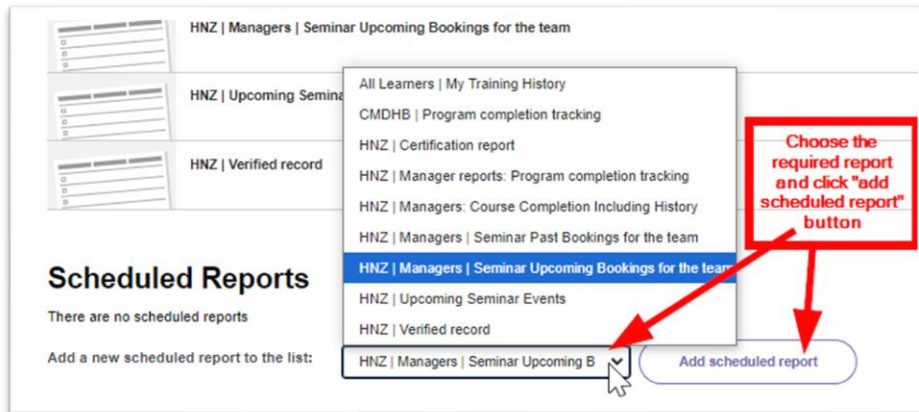 HNZ | Managers | Seminar Upcoming Bookings for the team
HNZ | Upcoming Semina
HNZ | Verified record
All Learners | My Training History
CMDHB | Program completion tracking
HNZ | Certification report
HNZ | Manager reports: Program completion tracking
HNZ | Managers: Course Completion Including History
HNZ | Managers | Seminar Past Bookings for the team
HNZ | Managers | Seminar Upcoming Bookings for the team
HNZ | Upcoming Seminar Events
HNZ | Verified record
Choose the
required report
and click "add
scheduled report"
button
Scheduled Reports
There are no scheduled reports
Add a new scheduled report to the list:
HNZ | Managers | Seminar Upcoming B
Add scheduled report